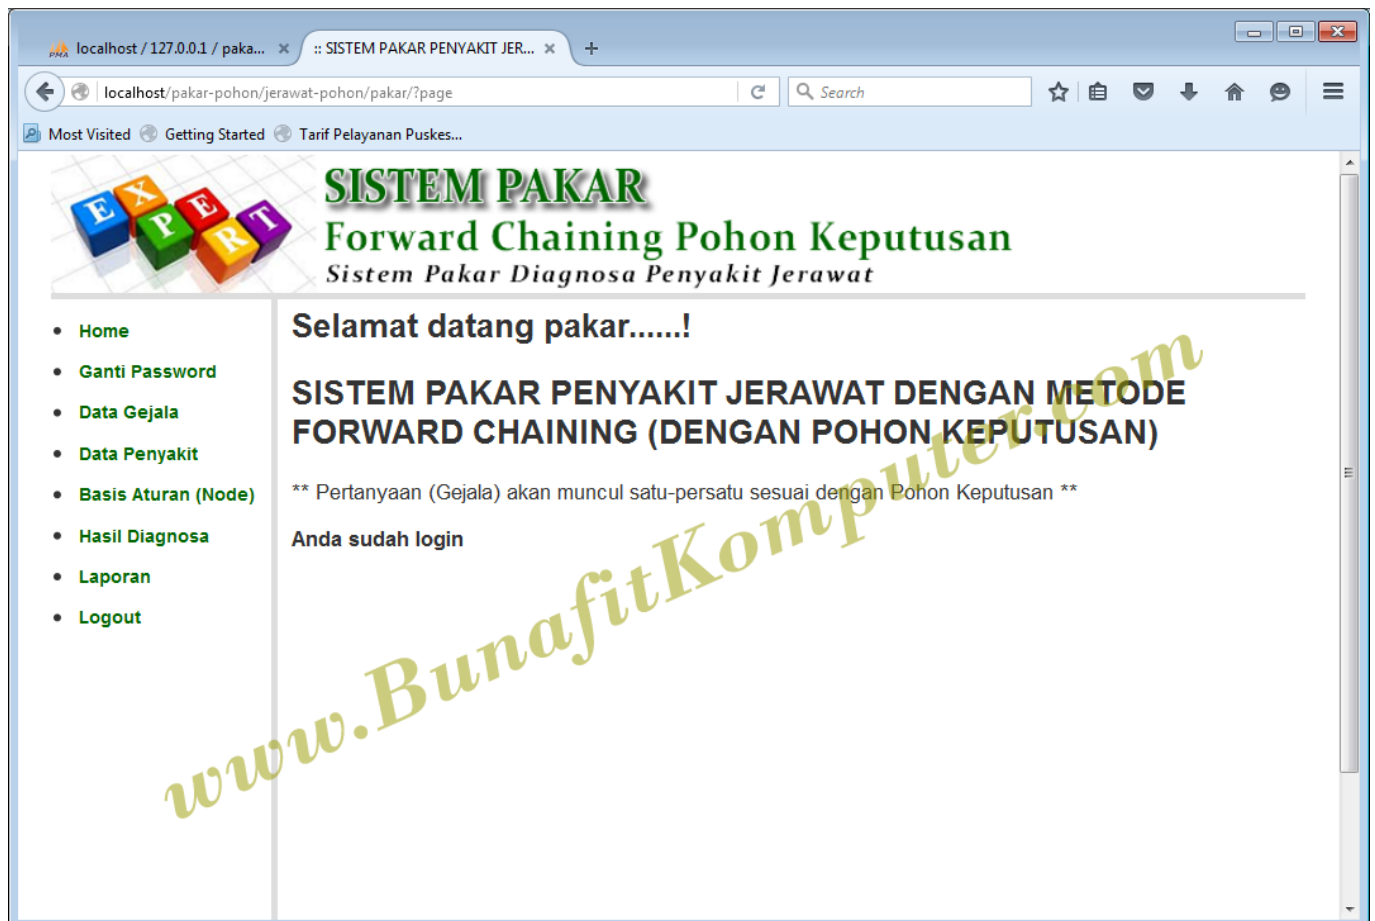 localhost / 127.0.0.1 / paka...
:: SISTEM PAKAR PENYAKIT JER...
localhost/pakar-pohon/jerawat-pohon/pakar/?page
Search
Most Visited
Getting Started
Tarif Pelayanan Puskes...
EXPERT
SISTEM PAKAR
Forward Chaining Pohon Keputusan
Sistem Pakar Diagnosa Penyakit Jerawat
Home
Ganti Password
Data Gejala
Data Penyakit
Basis Aturan (Node)
Hasil Diagnosa
Laporan
Logout
Selamat datang pakar......!
SISTEM PAKAR PENYAKIT JERAWAT DENGAN METODE
FORWARD CHAINING (DENGAN POHON KEPUTUSAN)
** Pertanyaan (Gejala) akan muncul satu-persatu sesuai dengan Pohon Keputusan **
Anda sudah login
www.BunafitKomputer.com